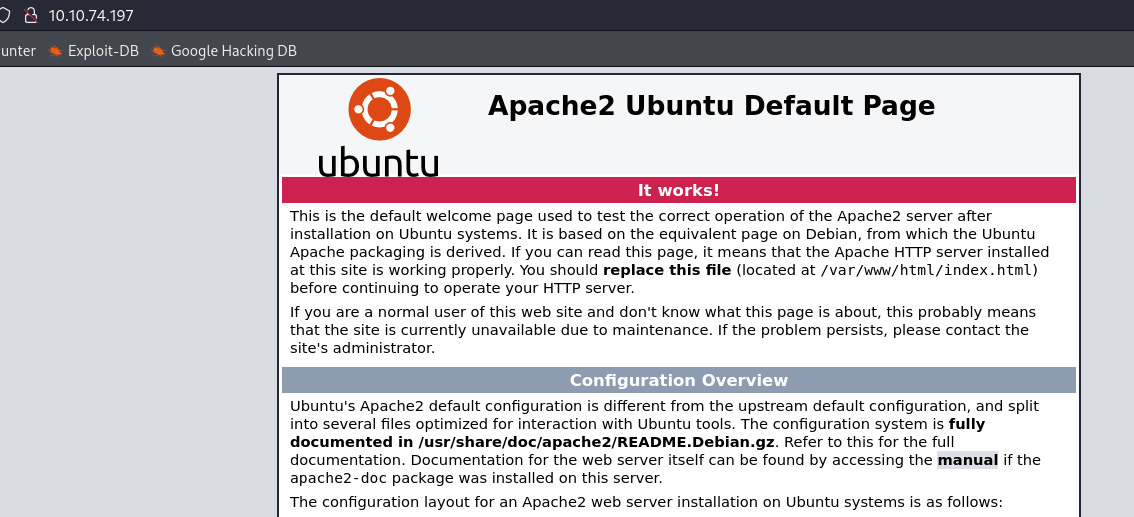 10.10.74.197
unter Exploit-DB Google Hacking DB
Apache2 Ubuntu Default Page
ubuntu
It works!
This is the default welcome page used to test the correct operation of the Apache2 server after
installation on Ubuntu systems. It is based on the equivalent page on Debian, from which the Ubuntu
Apache packaging is derived. If you can read this page, it means that the Apache HTTP server installed
at this site is working properly. You should replace this file (located at /var/www/html/index.html)
before continuing to operate your HTTP server.
If you are a normal user of this web site and don't know what this page is about, this probably means
that the site is currently unavailable due to maintenance. If the problem persists, please contact the
site's administrator.
Configuration Overview
Ubuntu's Apache2 default configuration is different from the upstream default configuration, and split
into several files optimized for interaction with Ubuntu tools. The configuration system is fully
documented in /usr/share/doc/apache2/README.Debian.gz. Refer to this for the full
documentation. Documentation for the web server itself can be found by accessing the manual if the
apache2-doc package was installed on this server.
The configuration layout for an Apache2 web server installation on Ubuntu systems is as follows: